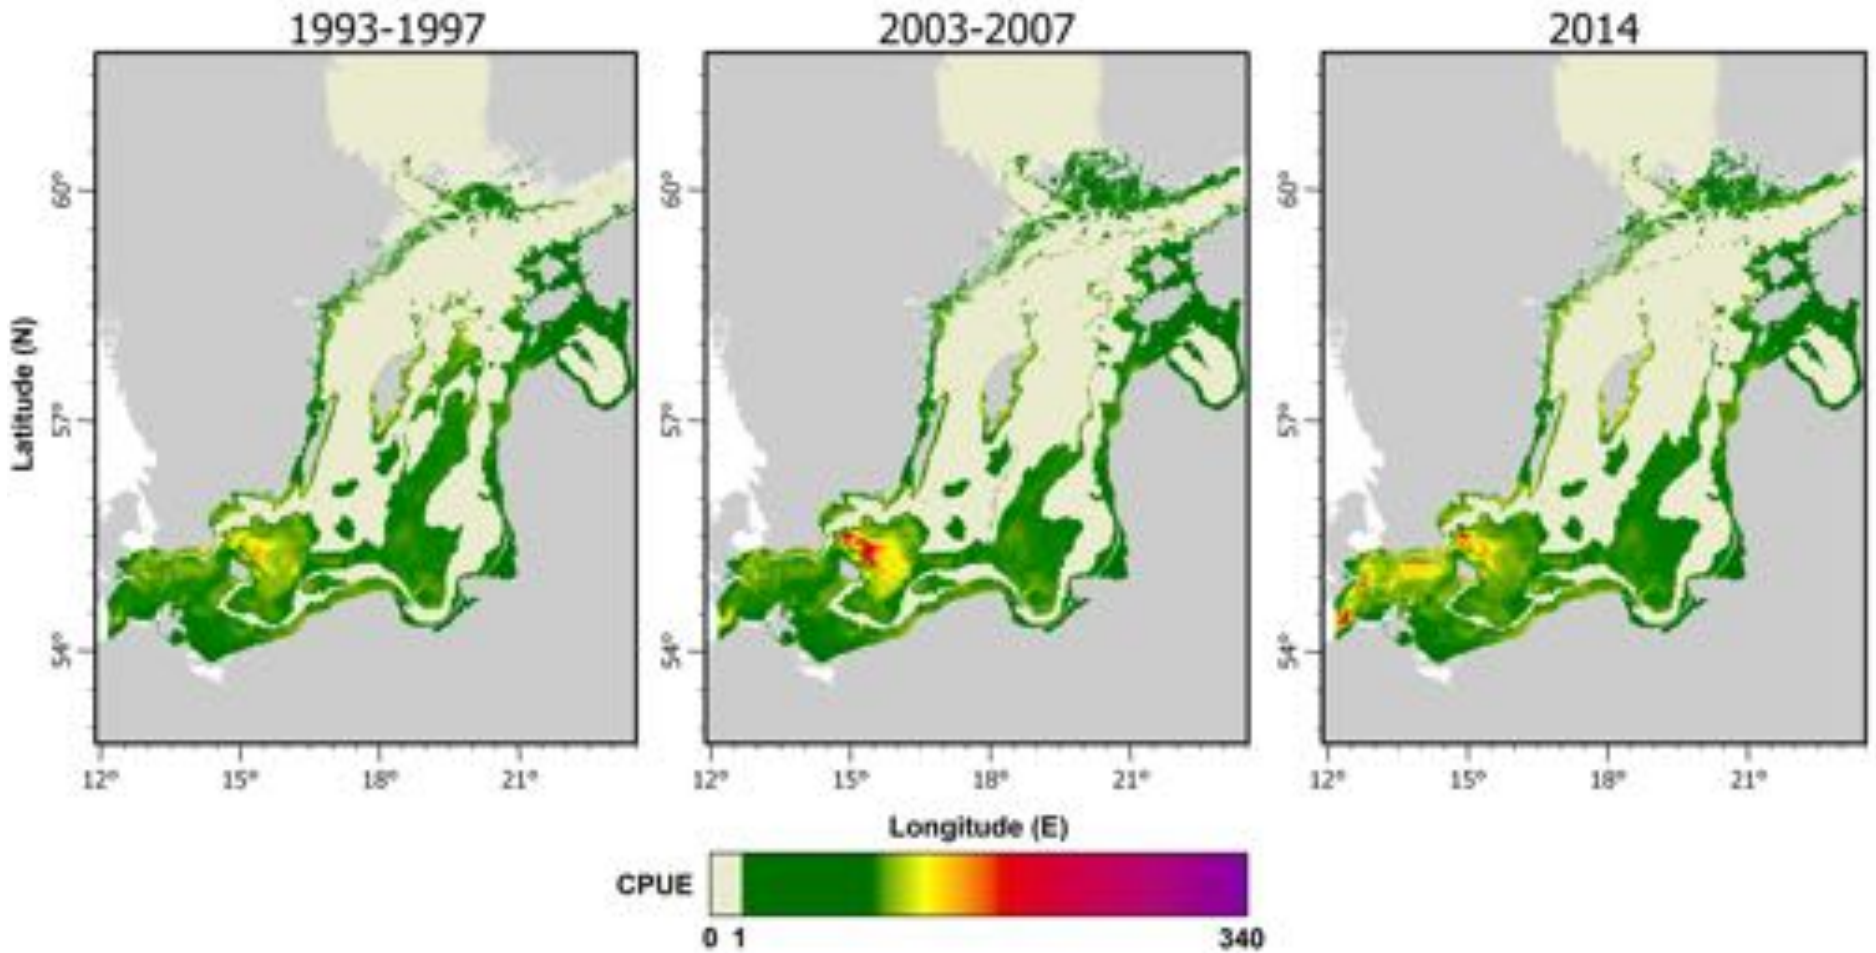 1993-1997 2003-2007 2014
Latitude (N)
60° 60° 60°
57° 57° 57°
54° 54° 54°
12° 15° 18° 21° 12° 15° 18° 21° 12° 15° 18° 21°
Longitude (E)
CPUE
0 1 340